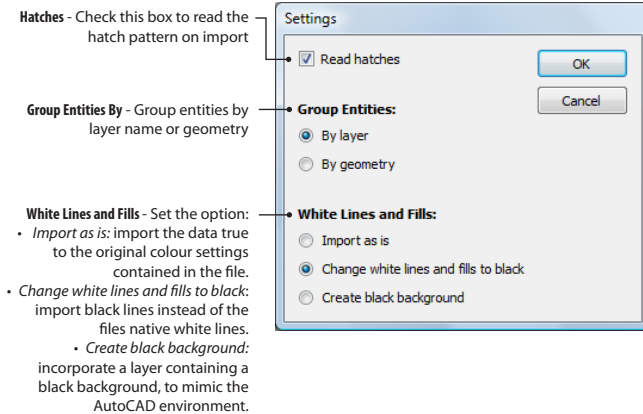 Hatches - Check this box to read the
hatch pattern on import
Group Entities By - Group entities by
layer name or geometry
White Lines and Fills - Set the option:
• Import as is: import the data true
to the original colour settings
contained in the file.
• Change white lines and fills to black:
import black lines instead of the
files native white lines.
• Create black background:
incorporate a layer containing a
black background, to mimic the
AutoCAD environment.
Settings
Read hatches
OK
Cancel
Group Entities:
By layer
By geometry
White Lines and Fills:
Import as is
Change white lines and fills to black
Create black background